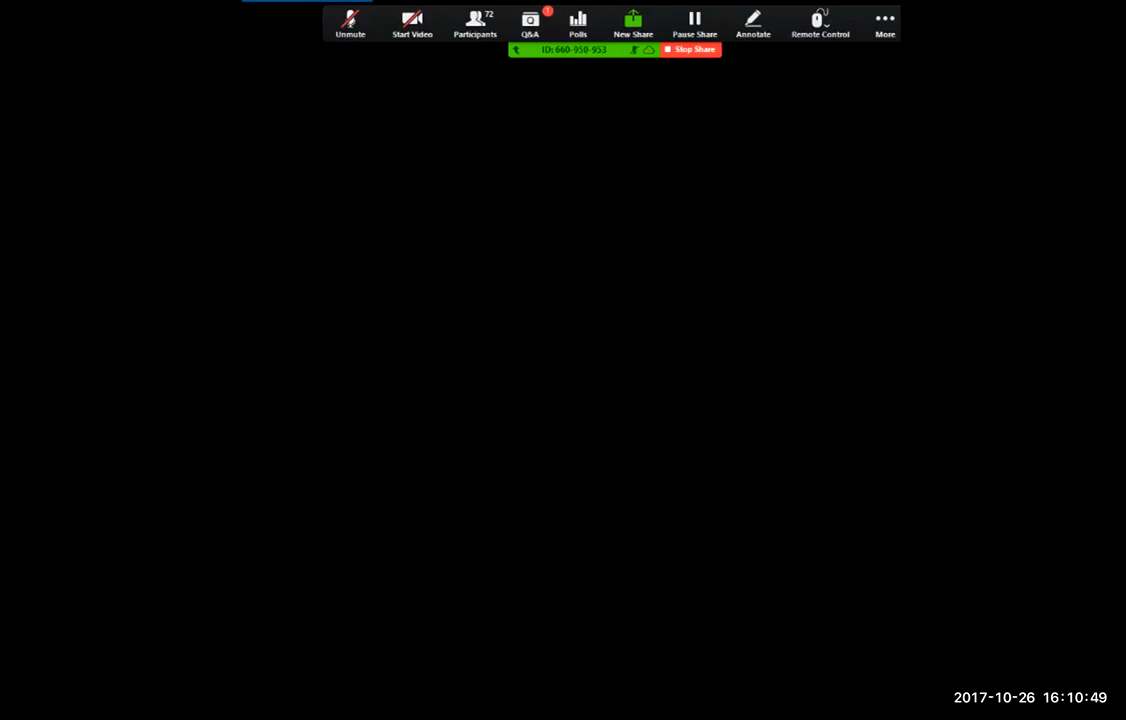 72
1
Unmute Start Video Participants Q&A Polls New Share Pause Share Annotate Remote Control More
ID: 660-950-953 Stop Share
2017-10-26 16:10:49